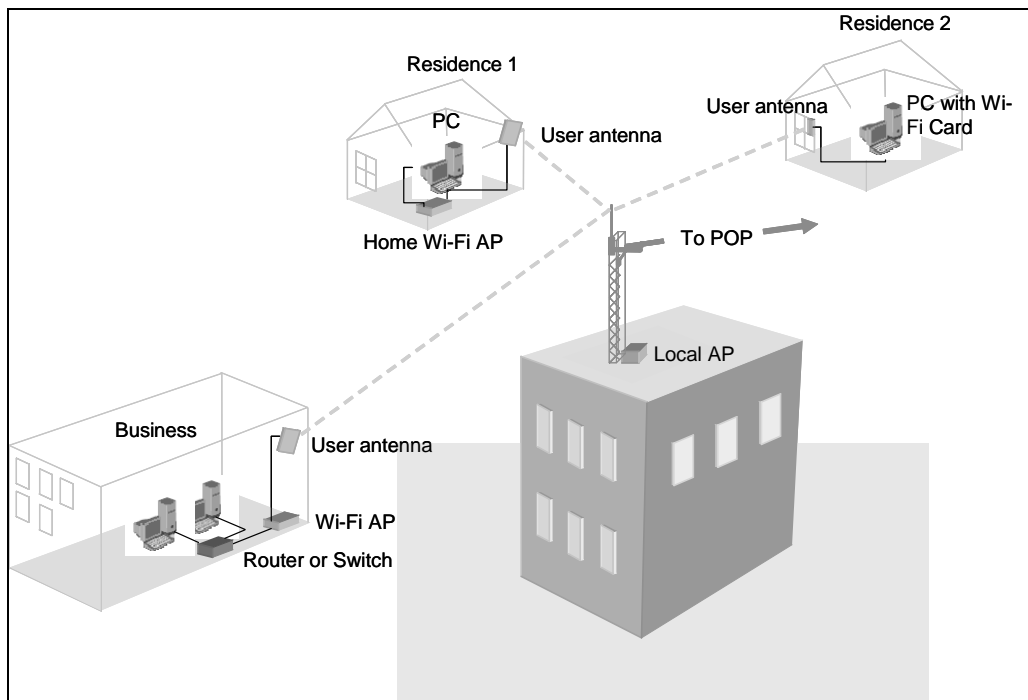 Residence 2
Residence 1
PC
User antenna
User antenna
PC with Wi-
Fi Card
Home Wi-Fi AP
To POP
Local AP
Business
User antenna
Wi-Fi AP
Router or Switch